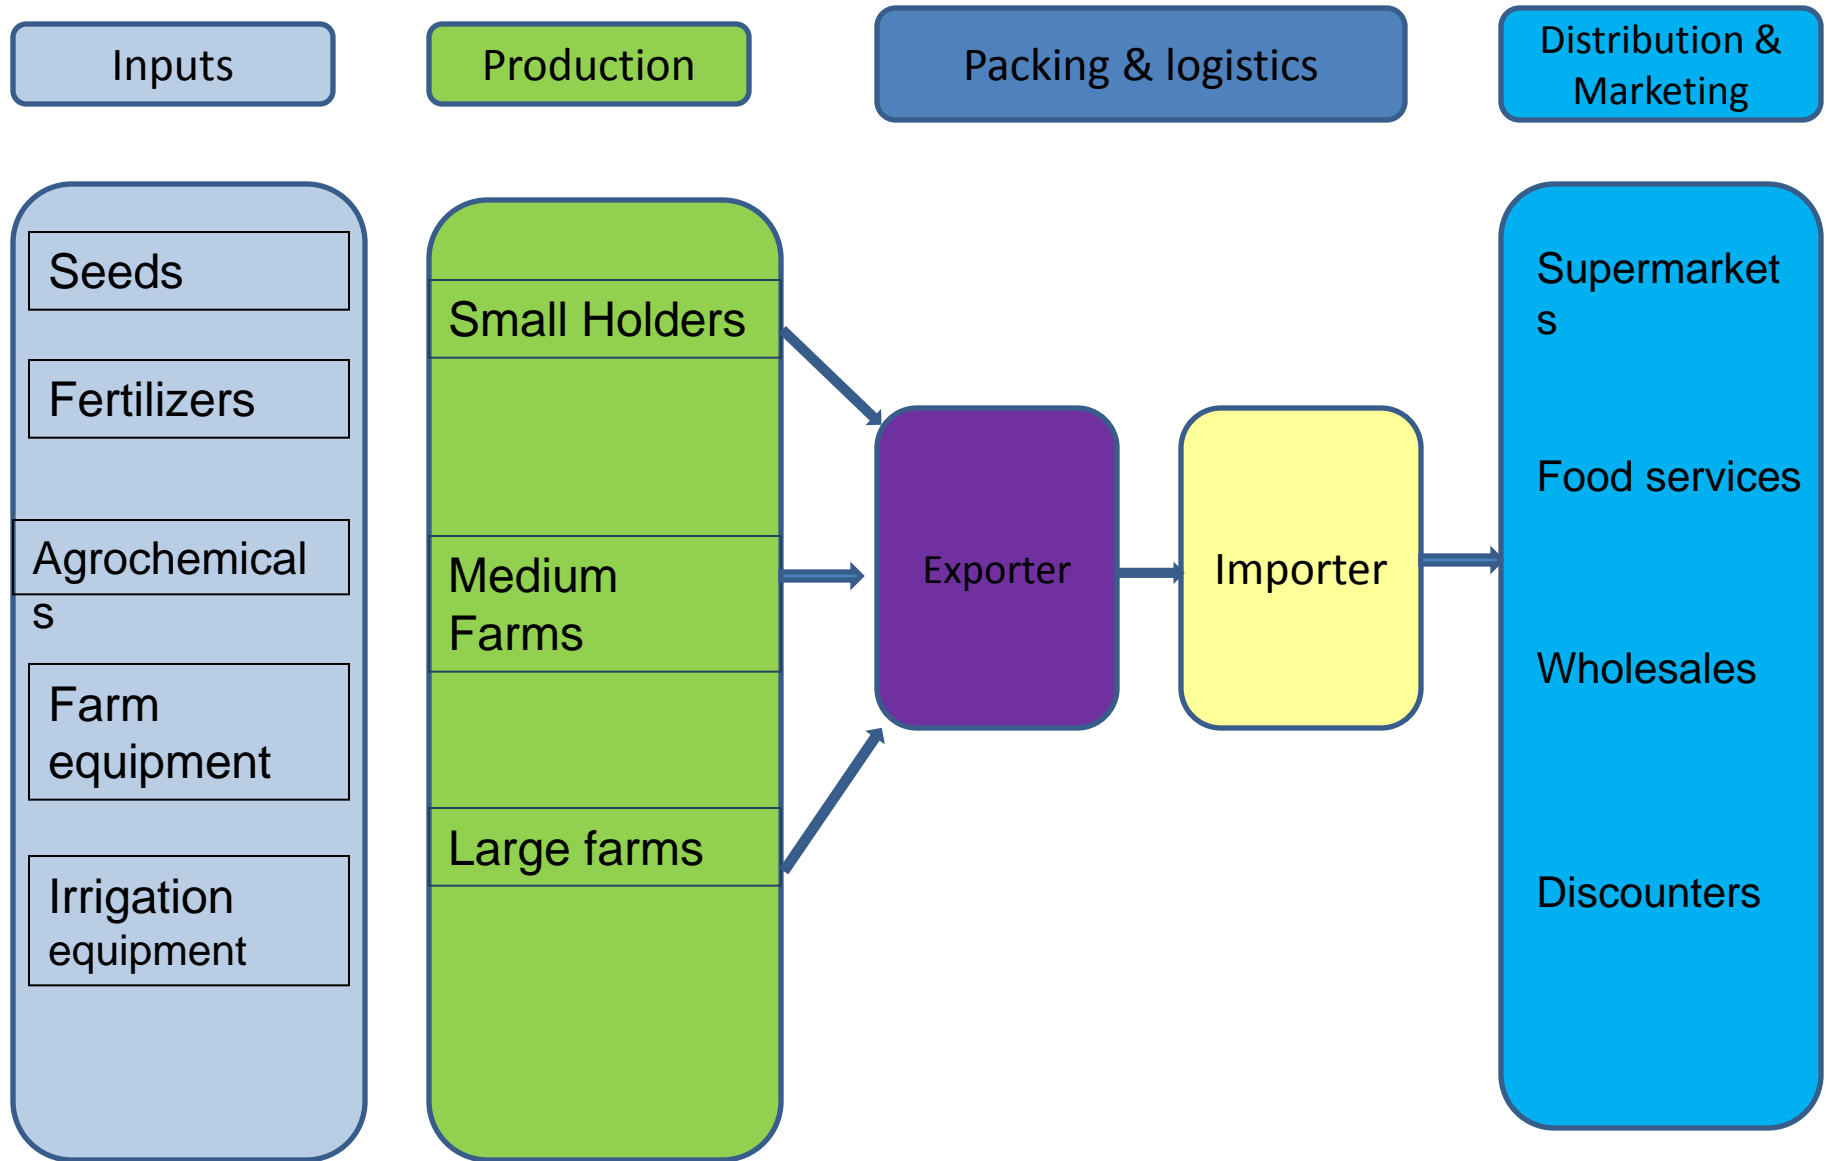 Inputs
Production
Packing & logistics
Distribution &
Marketing
Seeds
Fertilizers
Agrochemical
s
Farm
equipment
Irrigation
equipment
Small Holders
Medium
Farms
Large farms
Exporter
Importer
Supermarket
s
Food services
Wholesales
Discounters